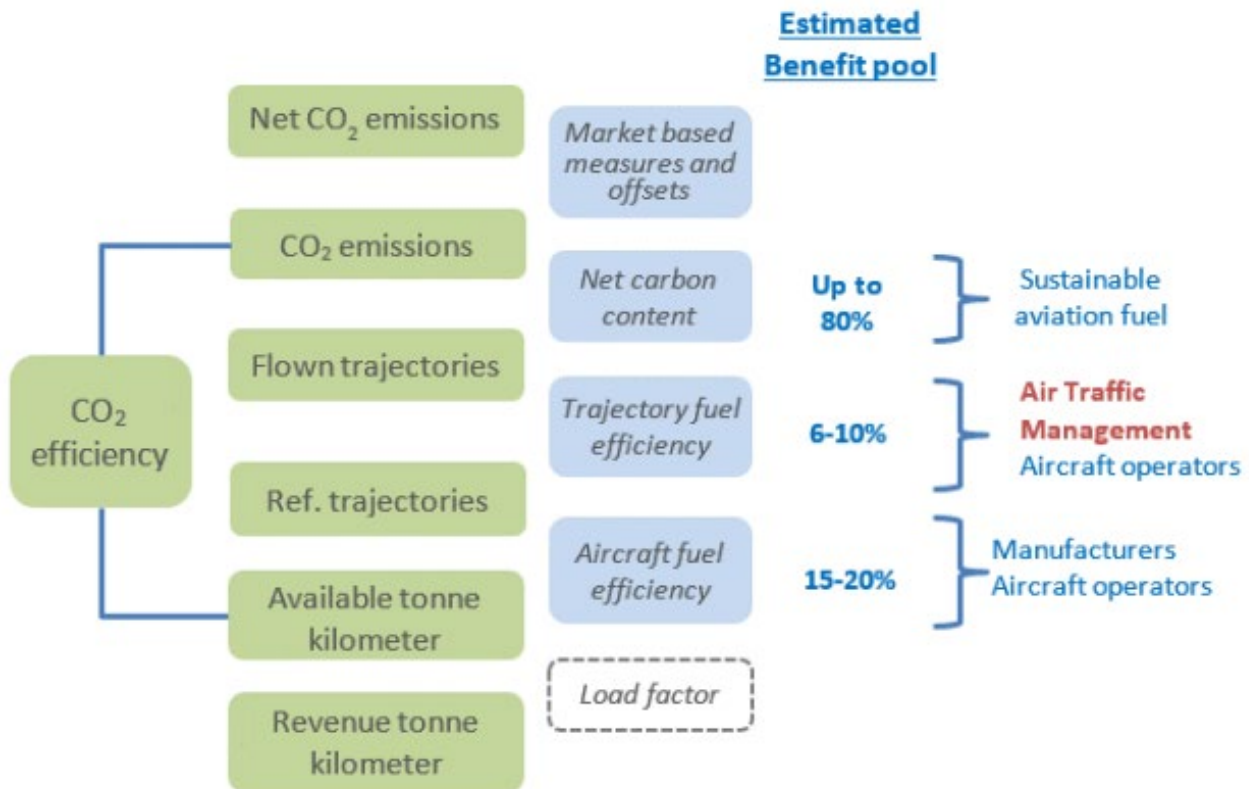 Estimated
Benefit pool
Net CO₂ emissions
Market based
measures and
offsets
CO₂ emissions
Net carbon
content
Up to
80%
Sustainable
aviation fuel
Flown trajectories
CO₂
efficiency
Trajectory fuel
efficiency
6-10%
Air Traffic
Management
Aircraft operators
Ref. trajectories
Aircraft fuel
efficiency
15-20%
Manufacturers
Aircraft operators
Available tonne
kilometer
Load factor
Revenue tonne
kilometer